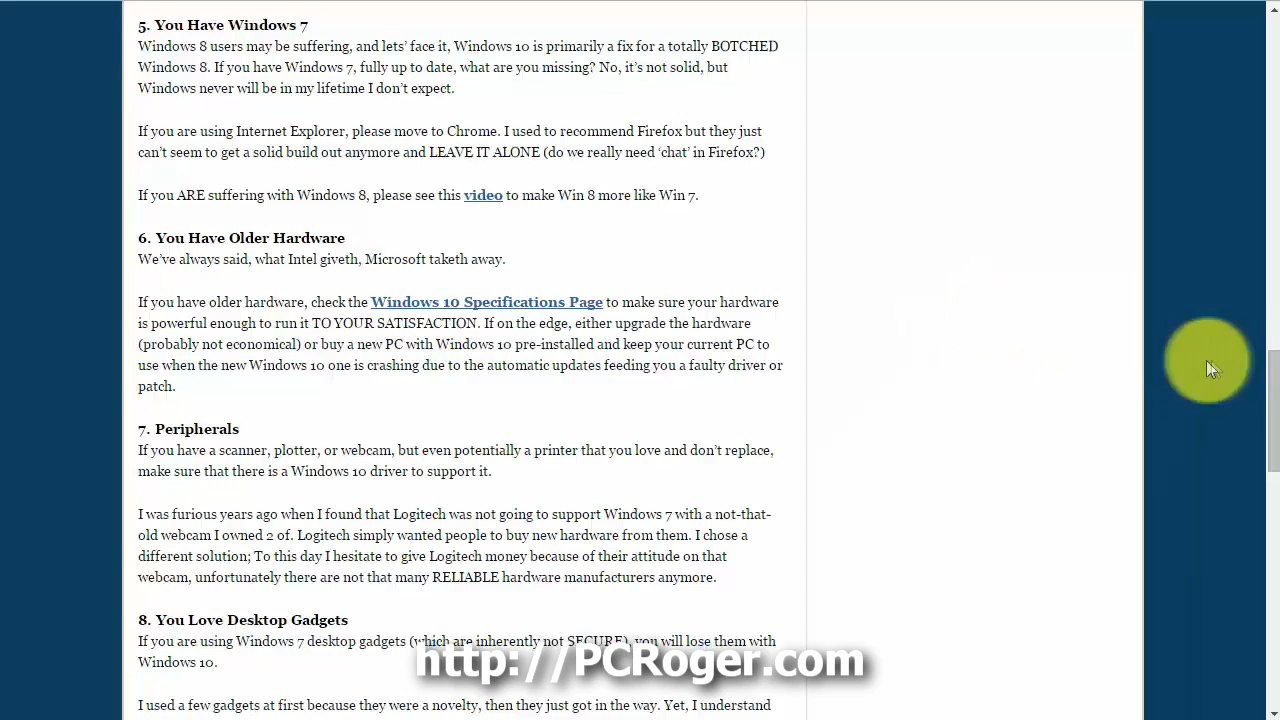 5. You Have Windows 7
Windows 8 users may be suffering, and lets’ face it, Windows 10 is primarily a fix for a totally BOTCHED
Windows 8. If you have Windows 7, fully up to date, what are you missing? No, it’s not solid, but
Windows never will be in my lifetime I don’t expect.
If you are using Internet Explorer, please move to Chrome. I used to recommend Firefox but they just
can’t seem to get a solid build out anymore and LEAVE IT ALONE (do we really need ‘chat’ in Firefox?)
If you ARE suffering with Windows 8, please see this video to make Win 8 more like Win 7.
6. You Have Older Hardware
We’ve always said, what Intel giveth, Microsoft taketh away.
If you have older hardware, check the Windows 10 Specifications Page to make sure your hardware
is powerful enough to run it TO YOUR SATISFACTION. If on the edge, either upgrade the hardware
(probably not economical) or buy a new PC with Windows 10 pre-installed and keep your current PC to
use when the new Windows 10 one is crashing due to the automatic updates feeding you a faulty driver or
patch.
7. Peripherals
If you have a scanner, plotter, or webcam, but even potentially a printer that you love and don’t replace,
make sure that there is a Windows 10 driver to support it.
I was furious years ago when I found that Logitech was not going to support Windows 7 with a not-that-
old webcam I owned 2 of. Logitech simply wanted people to buy new hardware from them. I chose a
different solution; To this day I hesitate to give Logitech money because of their attitude on that
webcam, unfortunately there are not that many RELIABLE hardware manufacturers anymore.
8. You Love Desktop Gadgets
If you are using Windows 7 desktop gadgets (which are inherently not SECURE), you will lose them with
Windows 10.
http://PCRoger.com
I used a few gadgets at first because they were a novelty, then they just got in the way. Yet, I understand